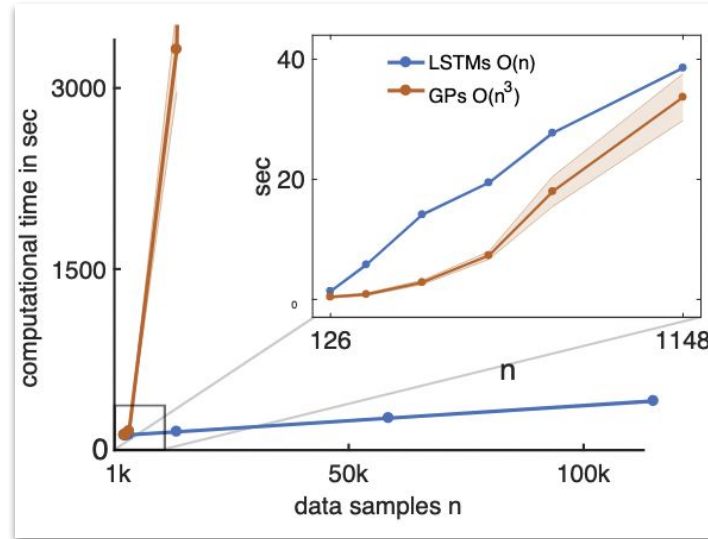 computational time in sec
3000
1500
0
1k
50k
100k
data samples n
sec
40
20
0
126
1148
n
LSTMs O(n)
GPs O(n³)